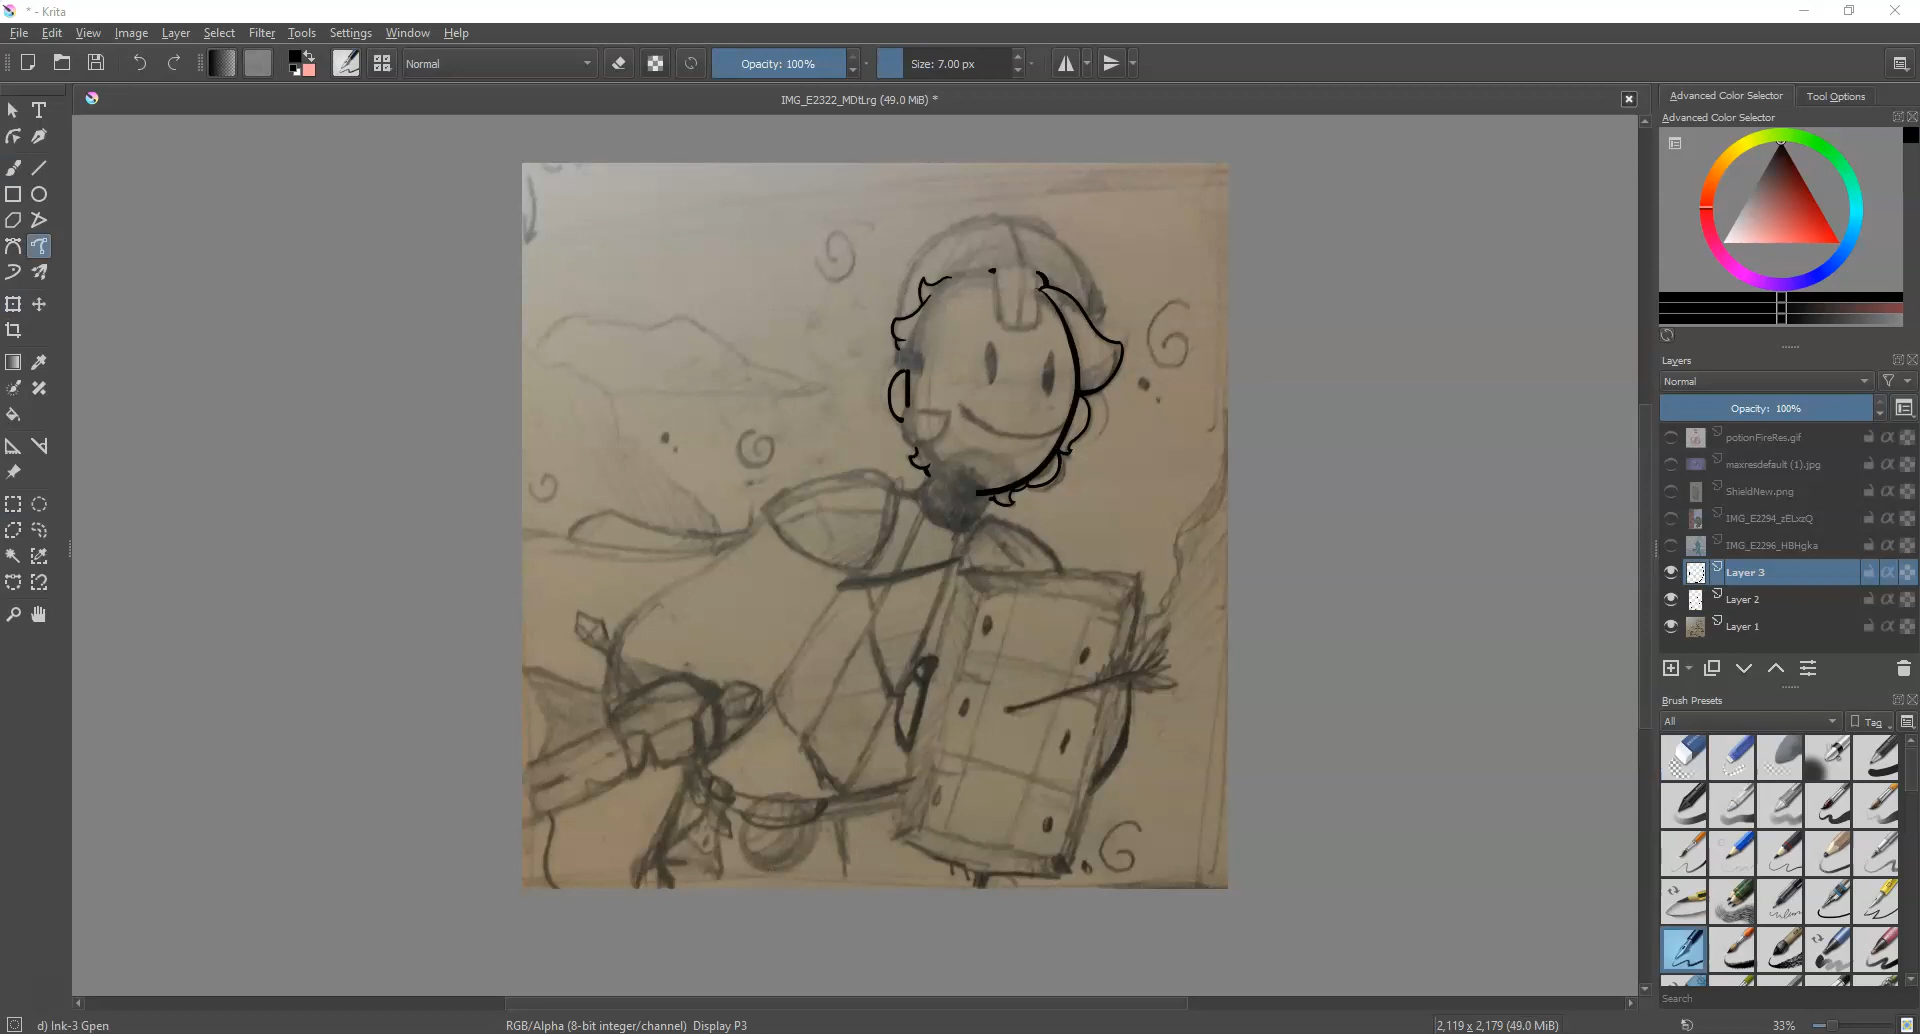 * - Krita
File Edit View Image Layer Select Filter Tools Settings Window Help
Normal Opacity: 100% Size: 7.00 px
IMG_E2322_MDtLrg (49.0 MiB) *
Advanced Color Selector Tool Options
Advanced Color Selector
Layers
Normal
Opacity: 100%
potionFireRes.gif
maxresdefault (1).jpg
ShieldNew.png
IMG_E2294_zELxzQ
IMG_E2296_HBHgka
Layer 3
Layer 2
Layer 1
Brush Presets
All Tag
Search
d) Ink-3 Gpen RGB/Alpha (8-bit integer/channel) Display P3 2,119 x 2,179 (49.0 MiB) 33%